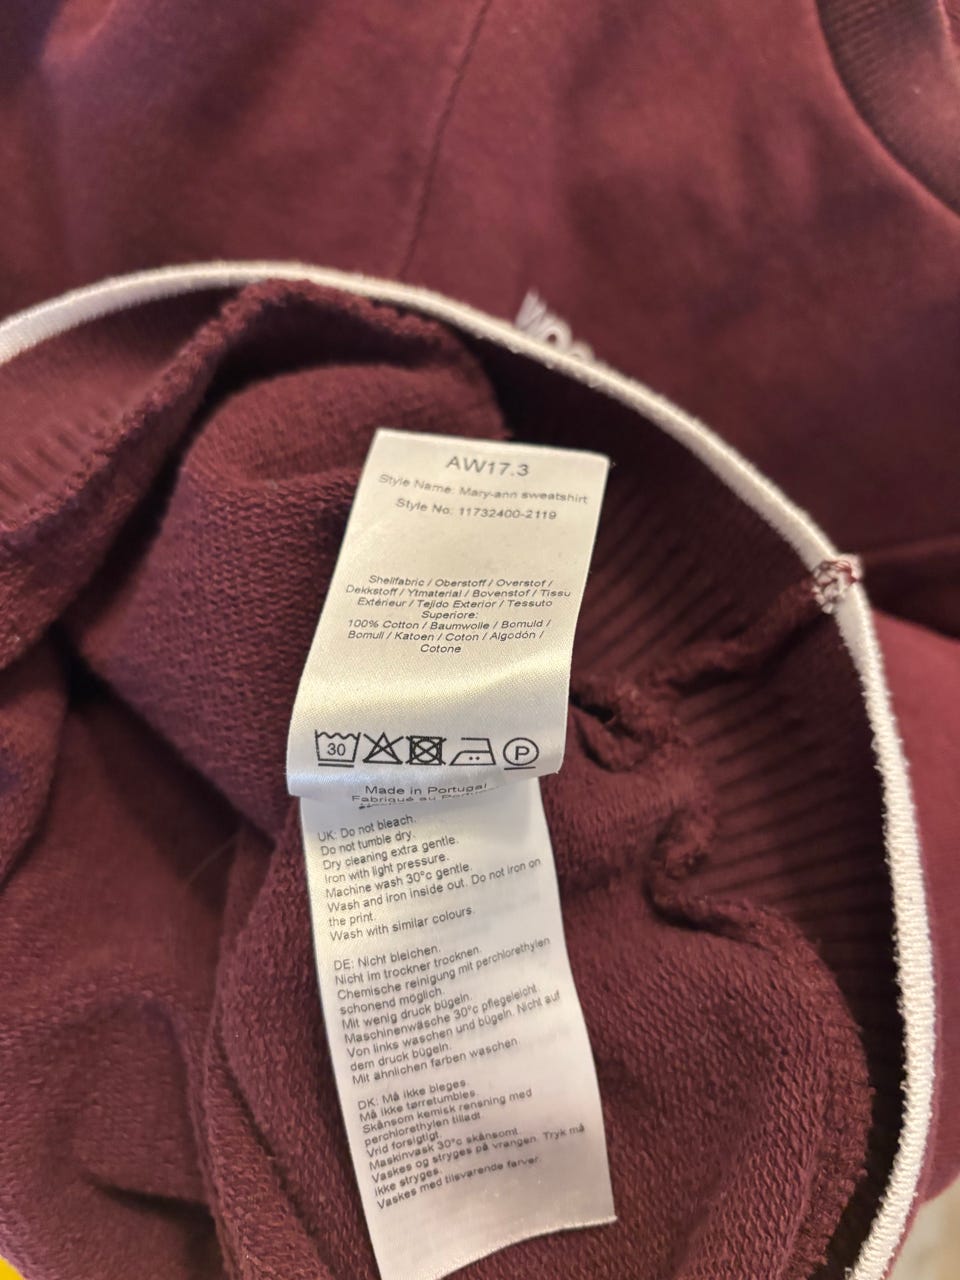 AW17.3
Style Name: Mary-ann sweatshirt
Style No: 11732400-2119
Shellfabric / Oberstoff / Overstof /
Dekkstoff / Ytmaterial / Bovenstof / Tissu
Extérieur / Tejido Exterior / Tessuto
Superiore:
100% Cotton / Baumwolle / Bomuld /
Bomull / Katoen / Coton / Algodón /
Cotone
30
P
Made in Portugal
Fabriqué au
UK: Do not bleach.
Do not tumble dry.
Dry cleaning extra gentle.
Iron with light pressure.
Machine wash 30°c gentle.
Wash and iron inside out. Do not iron on
the print.
Wash with similar colours.
DE: Nicht bleichen.
Nicht im trockner trocknen.
Chemische reinigung mit perchlorethylen
schonend möglich.
Mit wenig druck bügeln.
Maschinenwäsche 30°c pflegeleicht.
Von links waschen und bügeln. Nicht auf
dem druck bügeln.
Mit ähnlichen farben waschen.
DK: Må ikke bleges.
Må ikke tørretumbles.
Skånsom kemisk rensning med
perchlorethylen tilladt.
Vrid forsigtigt.
Maskinvask 30°c skånsomt.
Vaskes og stryges på vrangen. Tryk må
ikke stryges.
Vaskes med tilsvarende farver.